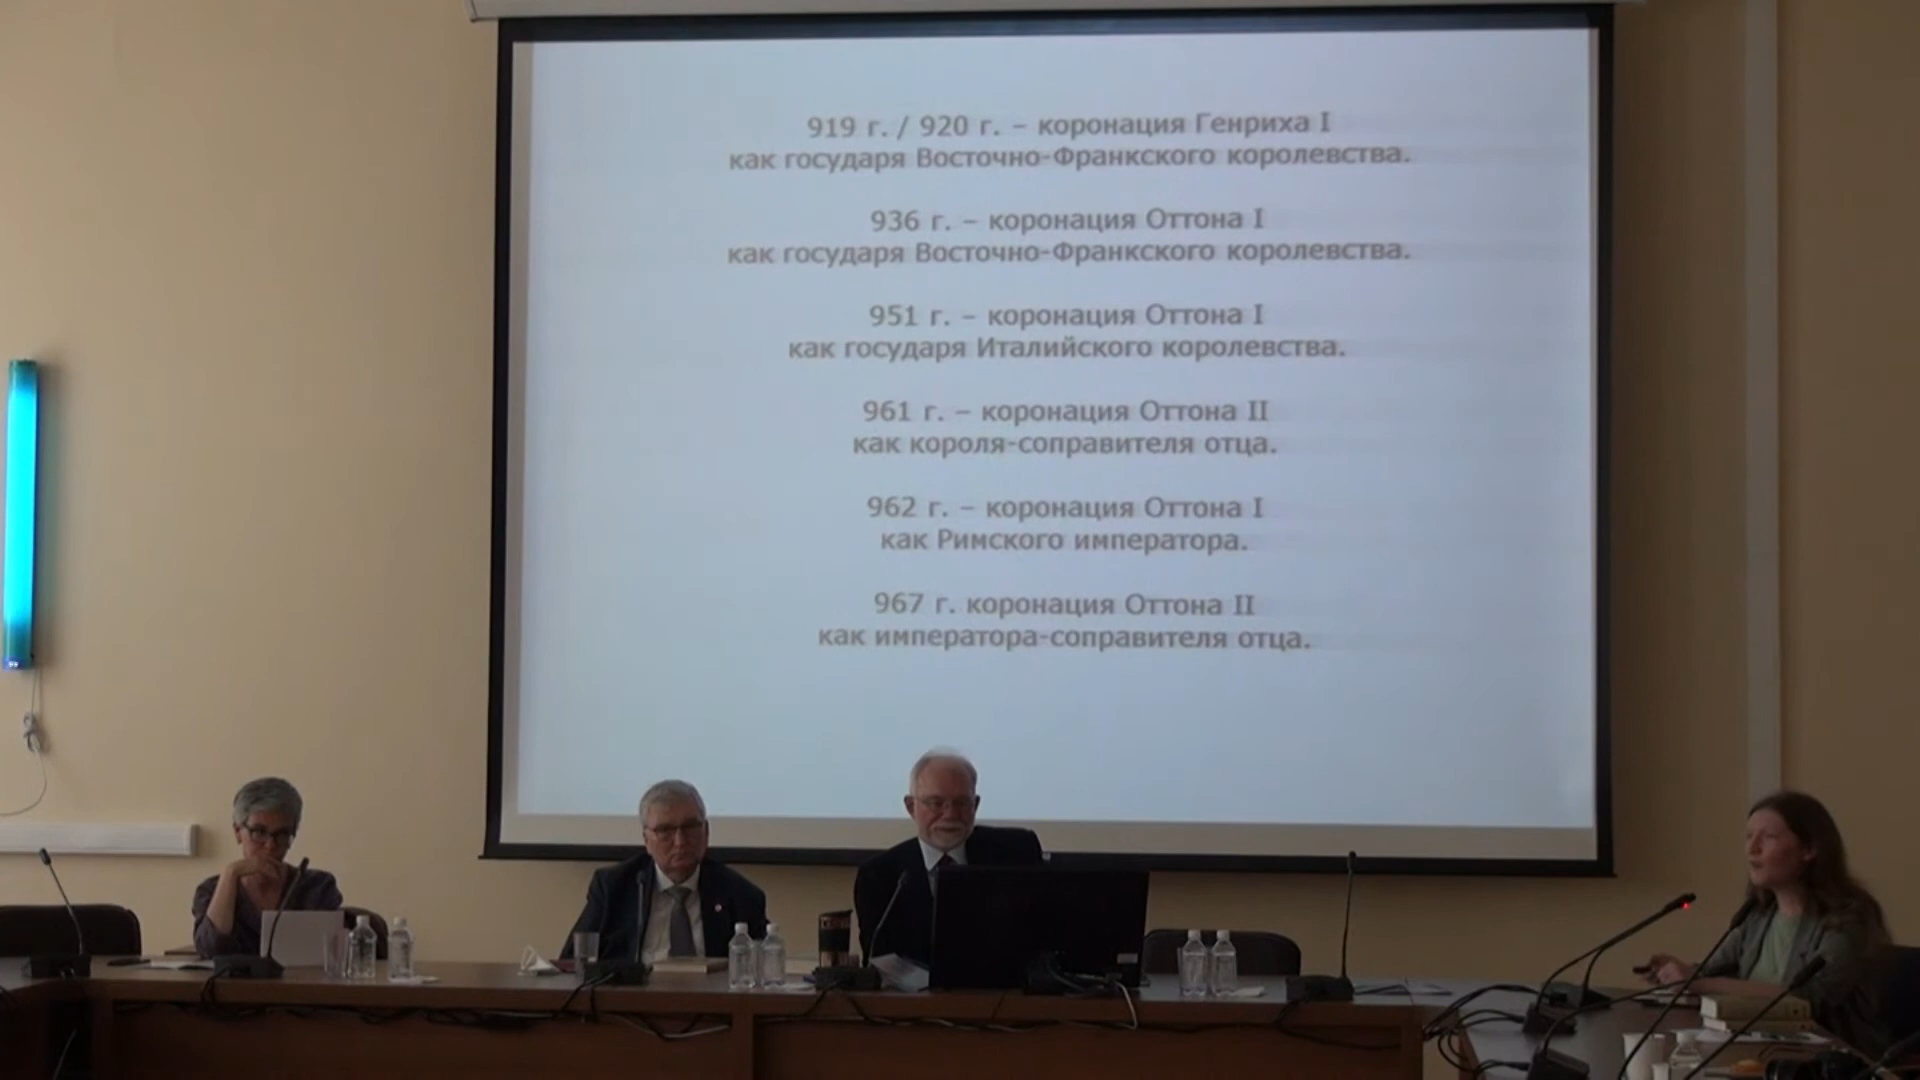 919 г. / 920 г. – коронация Генриха I
как государя Восточно-Франкского королевства.
936 г. – коронация Оттона I
как государя Восточно-Франкского королевства.
951 г. – коронация Оттона I
как государя Италийского королевства.
961 г. – коронация Оттона II
как короля-соправителя отца.
962 г. – коронация Оттона I
как Римского императора.
967 г. коронация Оттона II
как императора-соправителя отца.